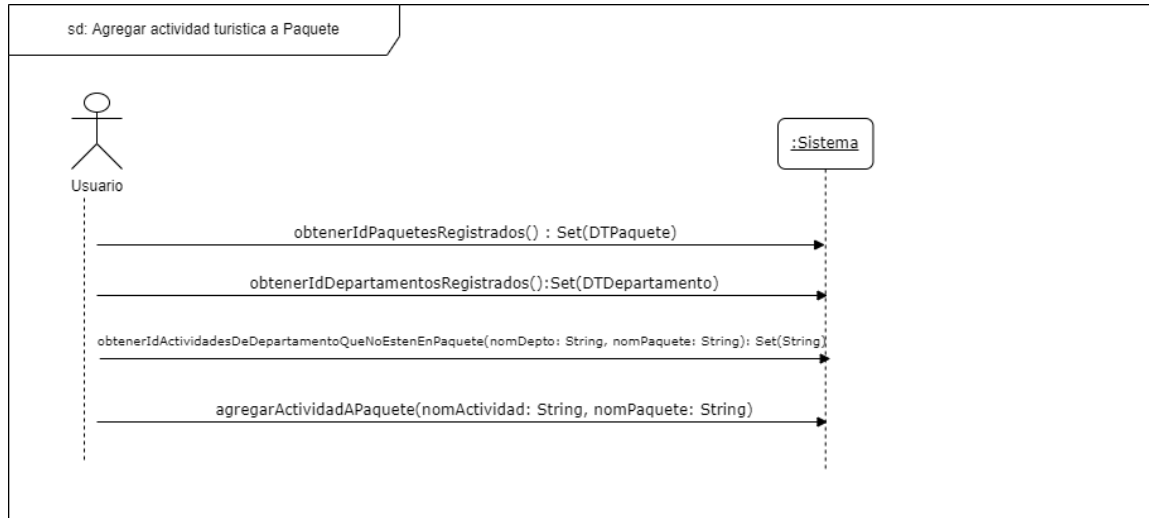 sd: Agregar actividad turistica a Paquete
:Sistema
Usuario
obtenerIdPaquetesRegistrados() : Set(DTPaquete)
obtenerIdDepartamentosRegistrados():Set(DTDepartamento)
obtenerIdActividadesDeDepartamentoQueNoEstenEnPaquete(nomDepto: String, nomPaquete: String): Set(String)
agregarActividadAPaquete(nomActividad: String, nomPaquete: String)